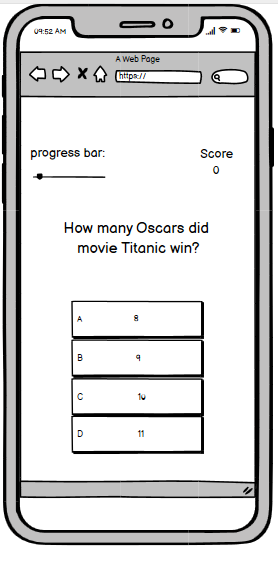 09:52 AM
A Web Page
https://
progress bar:
Score
0
How many Oscars did
movie Titanic win?
A 8
B 9
C 10
D 11